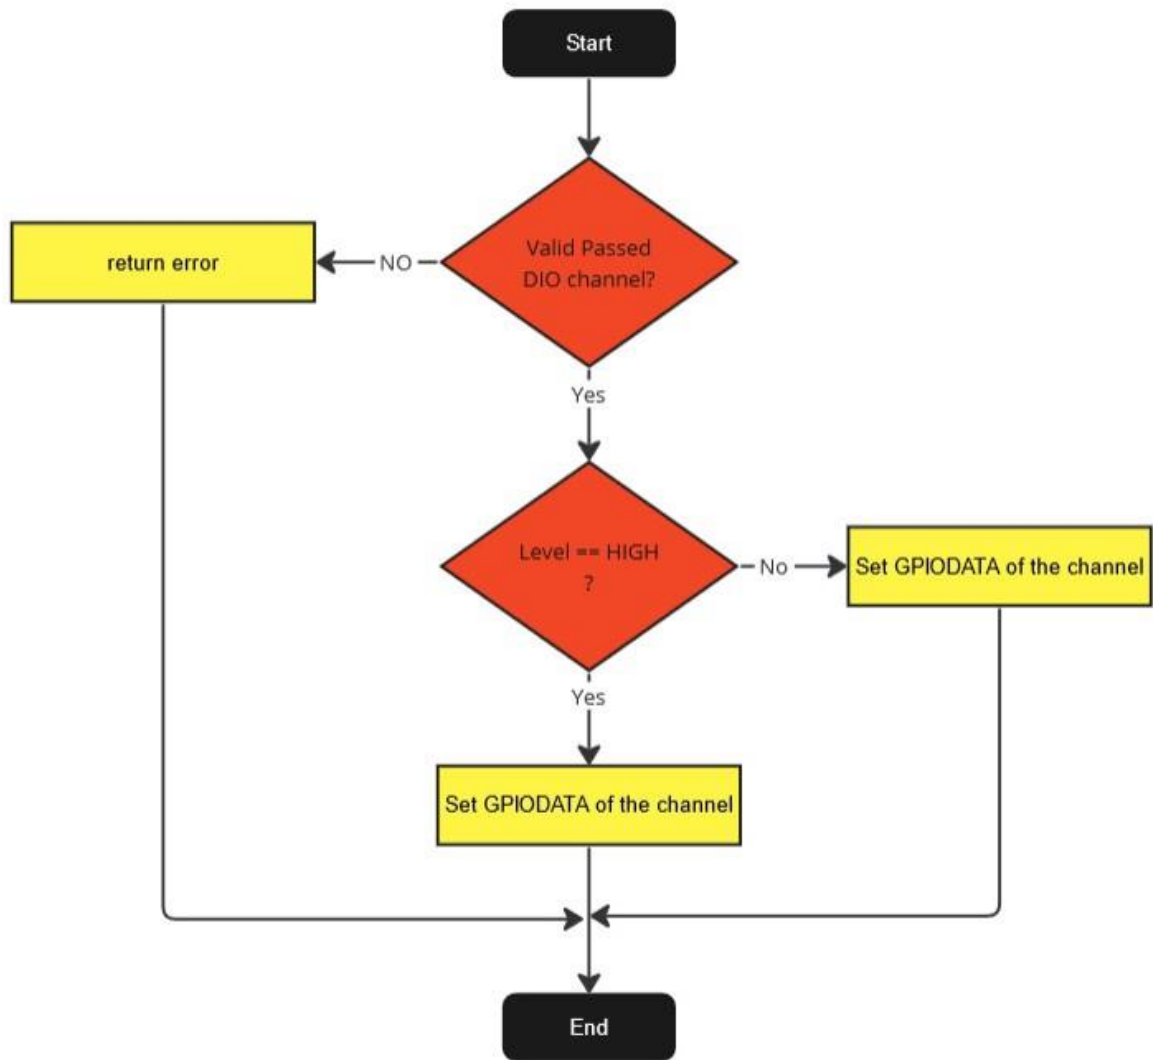 Start
Valid Passed
DIO channel?
NO
return error
Yes
Level == HIGH
?
No
Set GPIODATA of the channel
Yes
Set GPIODATA of the channel
End